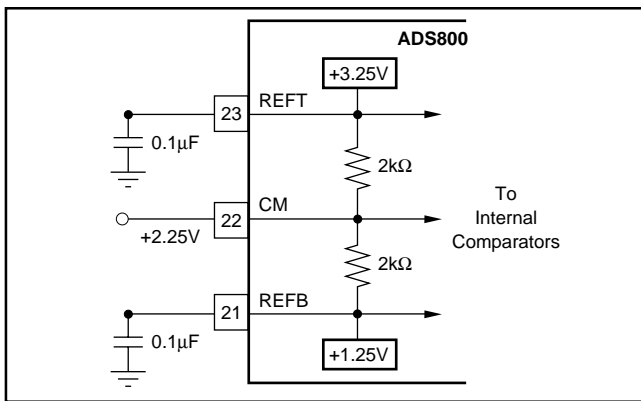 ADS800
+3.25V
REFT
23
0.1µF
2kΩ
To
Internal
Comparators
CM
22
+2.25V
2kΩ
REFB
21
0.1µF
+1.25V